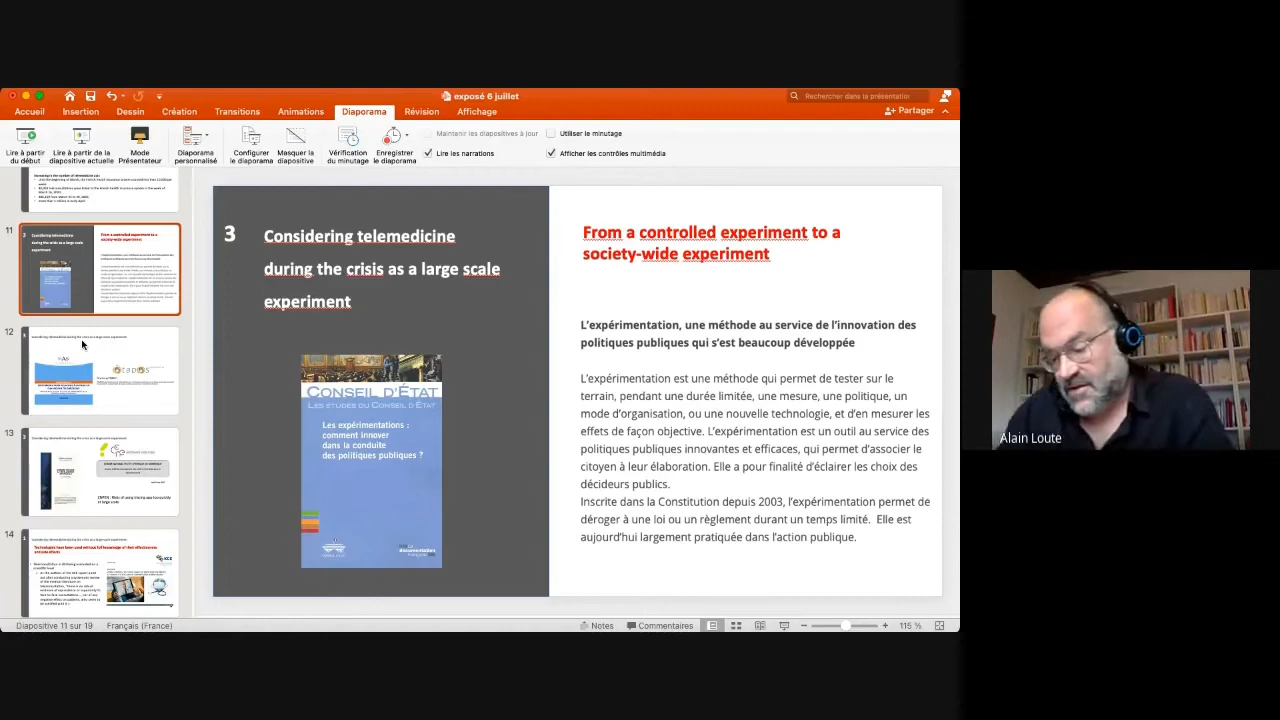 exposé 6 juillet
Rechercher dans la présentation
Accueil Insertion Dessin Création Transitions Animations Diaporama Révision Affichage Partager
Lire à partir du début
Lire à partir de la diapositive actuelle
Mode Présentateur
Diaporama personnalisé
Configurer le diaporama
Masquer la diapositive
Vérification du minutage
Enregistrer le diaporama
Maintenir les diapositives à jour
Utiliser le minutage
Lire les narrations
Afficher les contrôles multimédia
11
12
13
14
3
Considering telemedicine
during the crisis as a large scale
experiment
CONSEIL D'ÉTAT
LES ÉTUDES DU CONSEIL D'ÉTAT
Les expérimentations :
comment innover
dans la conduite
des politiques publiques ?
La documentation Française
From a controlled experiment to a
society-wide experiment
L'expérimentation, une méthode au service de l'innovation des
politiques publiques qui s'est beaucoup développée
L'expérimentation est une méthode qui permet de tester sur le
terrain, pendant une durée limitée, une mesure, une politique, un
mode d'organisation, ou une nouvelle technologie, et d'en mesurer les
effets de façon objective. L'expérimentation est un outil au service des
politiques publiques innovantes et efficaces, qui permet d'associer le
citoyen à leur élaboration. Elle a pour finalité d'éclairer les choix des
décideurs publics.
Inscrite dans la Constitution depuis 2003, l'expérimentation permet de
déroger à une loi ou un règlement durant un temps limité. Elle est
aujourd'hui largement pratiquée dans l'action publique.
Diapositive 11 sur 19 Français (France) Notes Commentaires 115 %
Alain Loute